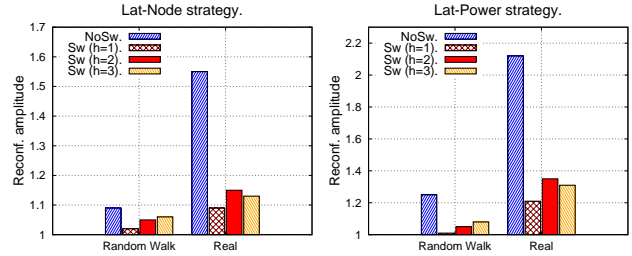 Lat-Node strategy.
Reconf. amplitude
1.7
1.6
1.5
1.4
1.3
1.2
1.1
1
NoSw.
Sw (h=1).
Sw (h=2).
Sw (h=3).
Random Walk Real
Lat-Power strategy.
Reconf. amplitude
2.2
2
1.8
1.6
1.4
1.2
1
NoSw.
Sw (h=1).
Sw (h=2).
Sw (h=3).
Random Walk Real